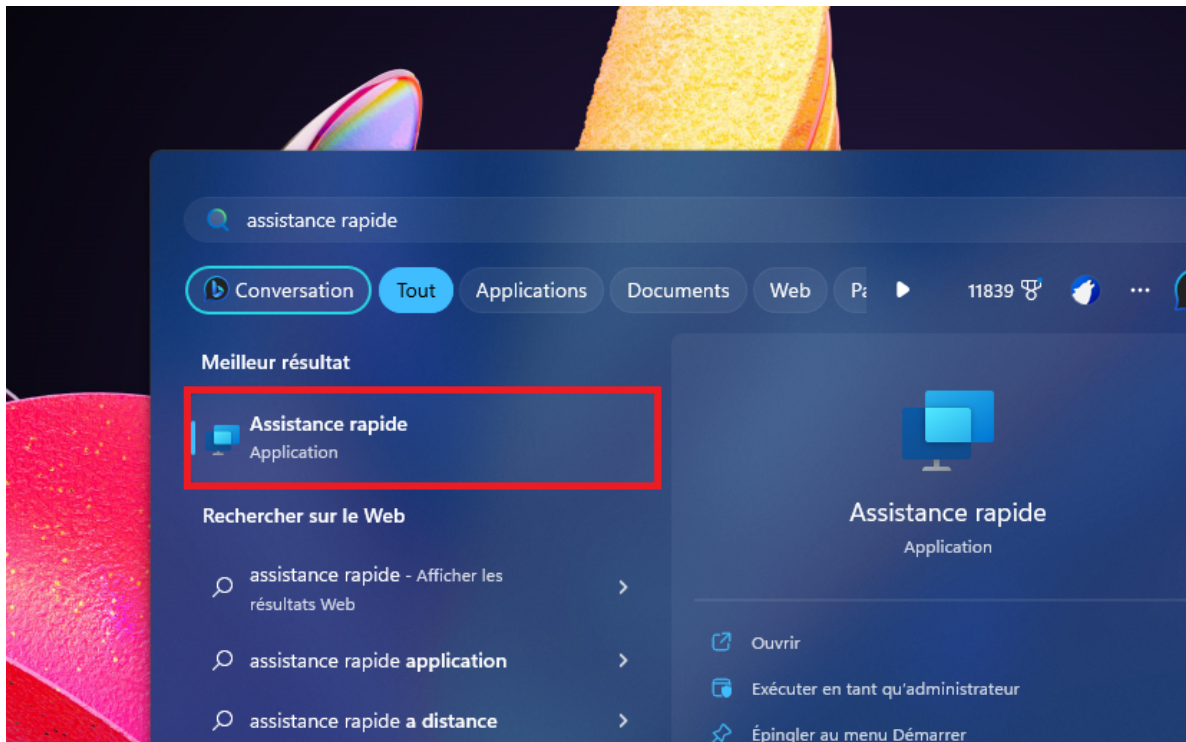 assistance rapide
Conversation
Tout
Applications
Documents
Web
11839
Meilleur résultat
Assistance rapide
Application
Rechercher sur le Web
assistance rapide - Afficher les
résultats Web
assistance rapide application
assistance rapide a distance
Assistance rapide
Application
Ouvrir
Exécuter en tant qu'administrateur
Épingler au menu Démarrer